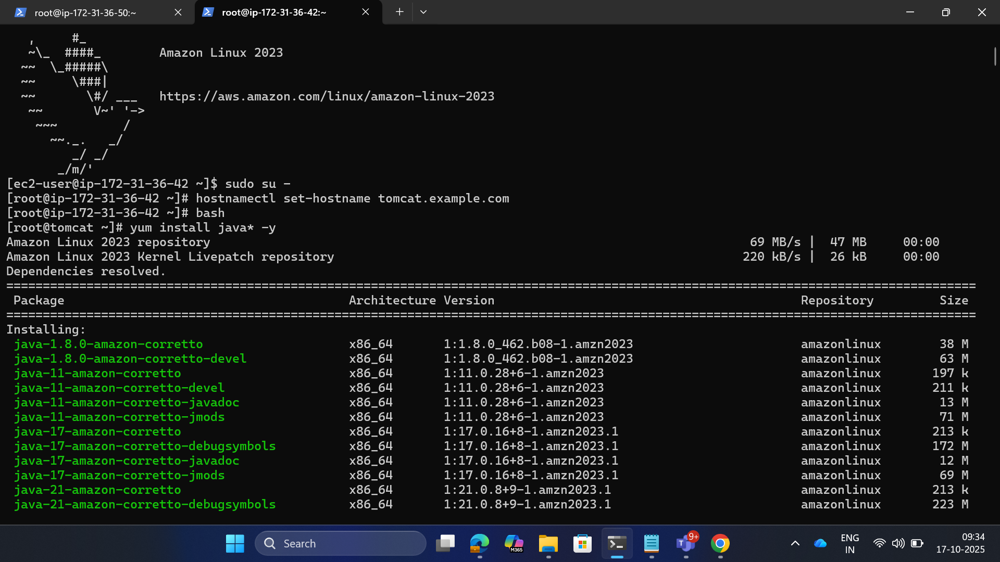 root@ip-172-31-36-50:~
root@ip-172-31-36-42:~
   ,     #_
   ~\_  ####_        Amazon Linux 2023
  ~~  \_#####\
  ~~     \###|
  ~~       \#/ ___   https://aws.amazon.com/linux/amazon-linux-2023
   ~~       V~' '->
    ~~~         /
      ~~._.   _/
         _/ _/
       _/m/'
[ec2-user@ip-172-31-36-42 ~]$ sudo su -
[root@ip-172-31-36-42 ~]# hostnamectl set-hostname tomcat.example.com
[root@ip-172-31-36-42 ~]# bash
[root@tomcat ~]# yum install java* -y
Amazon Linux 2023 repository 69 MB/s | 47 MB 00:00
Amazon Linux 2023 Kernel Livepatch repository 220 kB/s | 26 kB 00:00
Dependencies resolved.
Package Architecture Version Repository Size
Installing:
java-1.8.0-amazon-corretto x86_64 1:1.8.0_462.b08-1.amzn2023 amazonlinux 38 M
java-1.8.0-amazon-corretto-devel x86_64 1:1.8.0_462.b08-1.amzn2023 amazonlinux 63 M
java-11-amazon-corretto x86_64 1:11.0.28+6-1.amzn2023 amazonlinux 197 k
java-11-amazon-corretto-devel x86_64 1:11.0.28+6-1.amzn2023 amazonlinux 211 k
java-11-amazon-corretto-javadoc x86_64 1:11.0.28+6-1.amzn2023 amazonlinux 13 M
java-11-amazon-corretto-jmods x86_64 1:11.0.28+6-1.amzn2023 amazonlinux 71 M
java-17-amazon-corretto x86_64 1:17.0.16+8-1.amzn2023.1 amazonlinux 213 k
java-17-amazon-corretto-debugsymbols x86_64 1:17.0.16+8-1.amzn2023.1 amazonlinux 172 M
java-17-amazon-corretto-javadoc x86_64 1:17.0.16+8-1.amzn2023.1 amazonlinux 12 M
java-17-amazon-corretto-jmods x86_64 1:17.0.16+8-1.amzn2023.1 amazonlinux 69 M
java-21-amazon-corretto x86_64 1:21.0.8+9-1.amzn2023.1 amazonlinux 213 k
java-21-amazon-corretto-debugsymbols x86_64 1:21.0.8+9-1.amzn2023.1 amazonlinux 223 M
Search
M365
T
9+
ENG
IN
09:34
17-10-2025